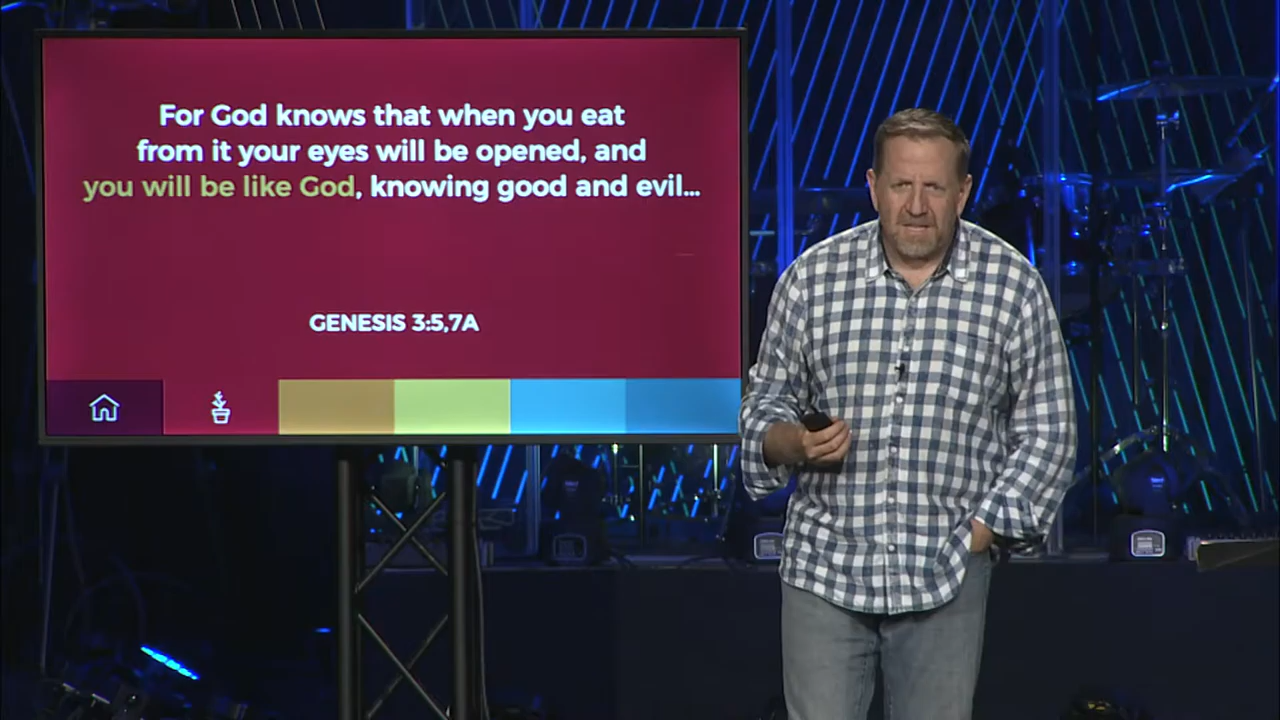 For God knows that when you eat
from it your eyes will be opened, and
you will be like God, knowing good and evil...
GENESIS 3:5,7A